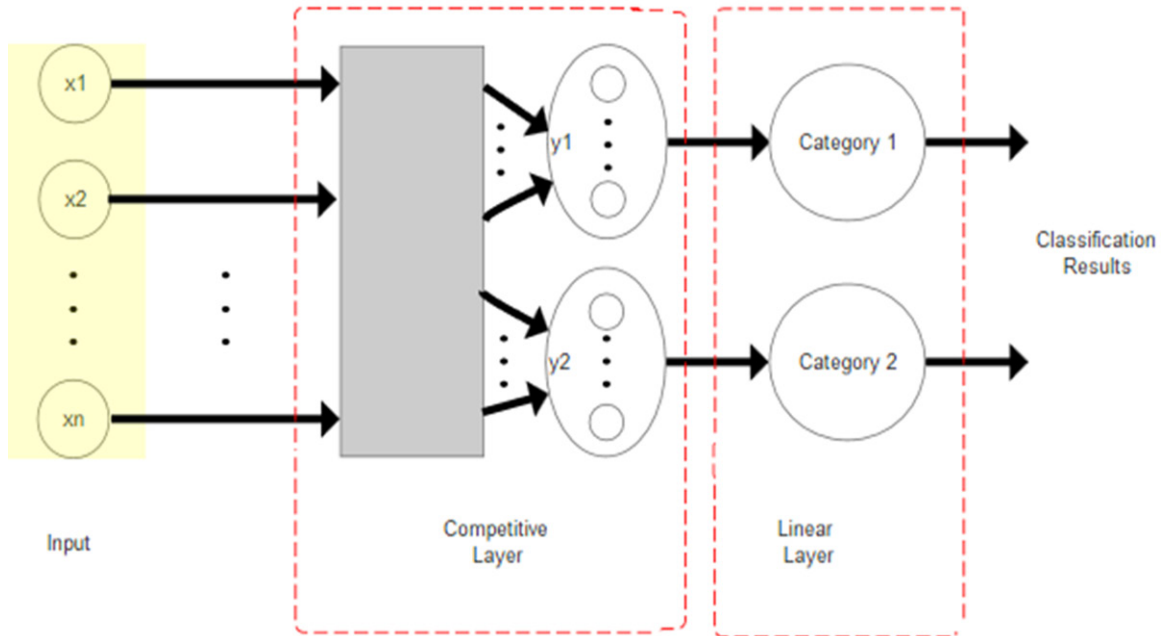 x1
x2
xn
y1
y2
Category 1
Category 2
Classification
Results
Input
Competitive
Layer
Linear
Layer